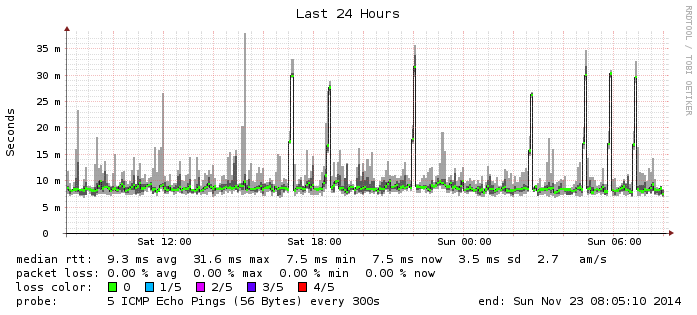 Last 24 Hours
RRDTOOL / TOBI OETIKER
Seconds
35 m
30 m
25 m
20 m
15 m
10 m
5 m
0
Sat 12:00 Sat 18:00 Sun 00:00 Sun 06:00
median rtt: 9.3 ms avg 31.6 ms max 7.5 ms min 7.5 ms now 3.5 ms sd 2.7 am/s
packet loss: 0.00 % avg 0.00 % max 0.00 % min 0.00 % now
loss color: 0 1/5 2/5 3/5 4/5
probe: 5 ICMP Echo Pings (56 Bytes) every 300s end: Sun Nov 23 08:05:10 2014